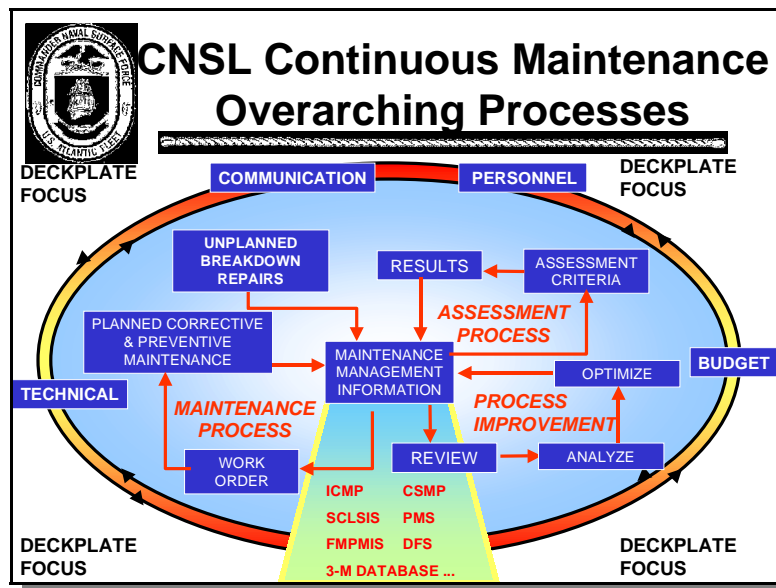 CNSL Continuous Maintenance
Overarching Processes
COMMANDER NAVAL SURFACE FORCE
U.S. ATLANTIC FLEET
DECKPLATE
FOCUS
COMMUNICATION
PERSONNEL
DECKPLATE
FOCUS
UNPLANNED
BREAKDOWN
REPAIRS
RESULTS
ASSESSMENT
CRITERIA
ASSESSMENT
PROCESS
PLANNED CORRECTIVE
& PREVENTIVE
MAINTENANCE
MAINTENANCE
MANAGEMENT
INFORMATION
OPTIMIZE
BUDGET
TECHNICAL
MAINTENANCE
PROCESS
PROCESS
IMPROVEMENT
WORK
ORDER
REVIEW
ANALYZE
ICMP CSMP
SCLSIS PMS
FMPMIS DFS
3-M DATABASE ...
DECKPLATE
FOCUS
DECKPLATE
FOCUS